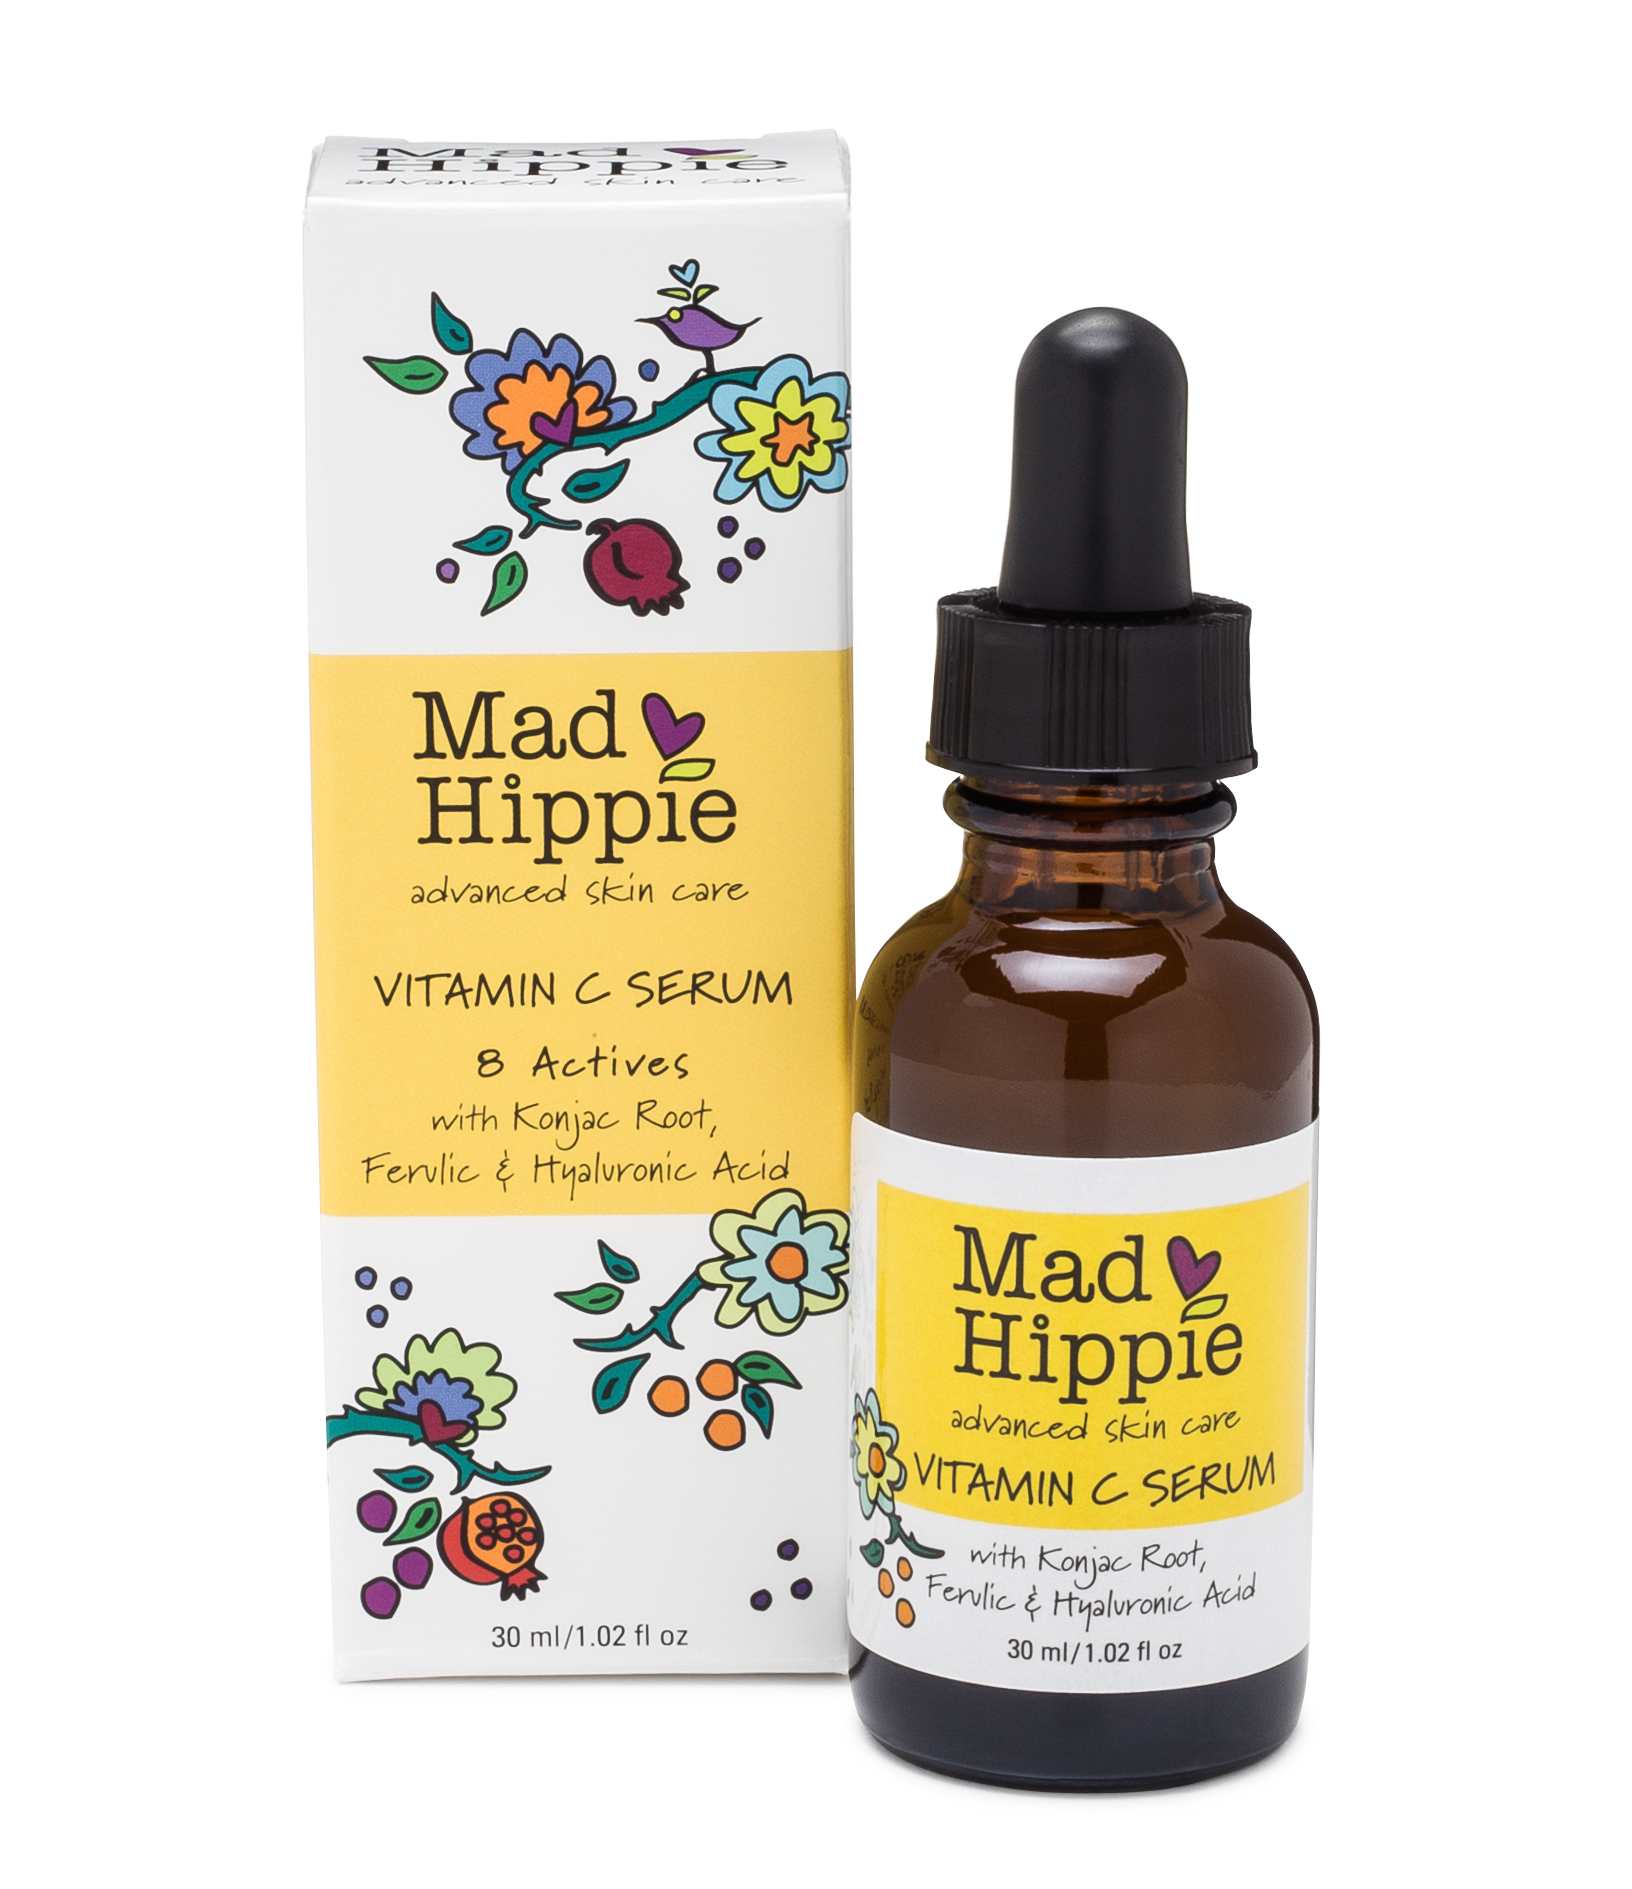 Mad
Hippie
advanced skin care
Mad
Hippie
advanced skin care
VITAMIN C SERUM
8 Actives
with Konjac Root,
Ferulic & Hyaluronic Acid
30 ml/1.02 fl oz
Mad
Hippie
advanced skin care
VITAMIN C SERUM
with Konjac Root,
Ferulic & Hyaluronic Acid
30 ml/1.02 fl oz